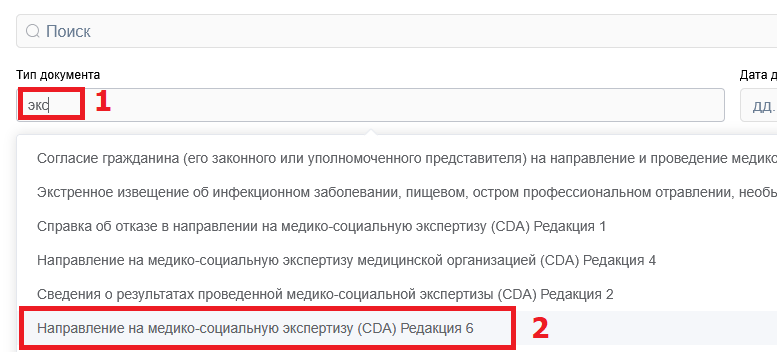 Поиск
Тип документа
Дата д
экс
1
дд.
Согласие гражданина (его законного или уполномоченного представителя) на направление и проведение медико
Экстренное извещение об инфекционном заболевании, пищевом, остром профессиональном отравлении, необы
Справка об отказе в направлении на медико-социальную экспертизу (CDA) Редакция 1
Направление на медико-социальную экспертизу медицинской организацией (CDA) Редакция 4
Сведения о результатах проведенной медико-социальной экспертизы (CDA) Редакция 2
Направление на медико-социальную экспертизу (CDA) Редакция 6
2